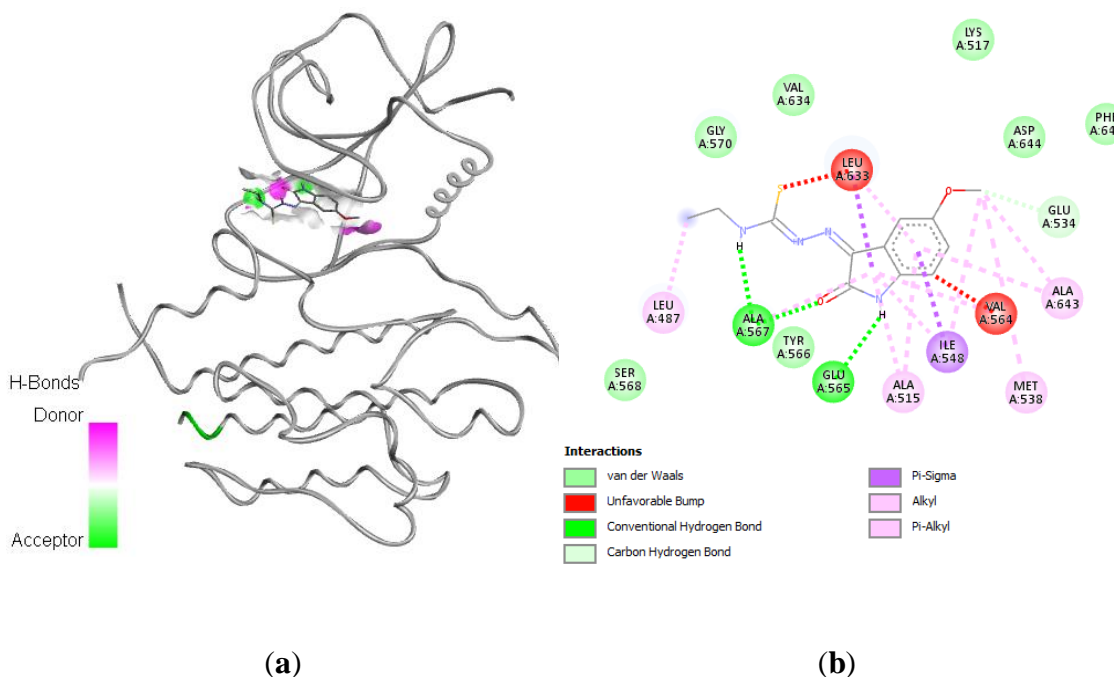 H-Bonds
Donor
Acceptor
LYS
A:517
VAL
A:634
GLY
A:570
ASP
A:644
PHE
A:64
LEU
A:633
GLU
A:534
LEU
A:487
ALA
A:567
TYR
A:566
SER
A:568
GLU
A:565
ALA
A:515
ILE
A:548
VAL
A:564
ALA
A:643
MET
A:538
S
O
N
H
N
N
O
N
H
Interactions
van der Waals
Unfavorable Bump
Conventional Hydrogen Bond
Carbon Hydrogen Bond
Pi-Sigma
Alkyl
Pi-Alkyl
(a)
(b)